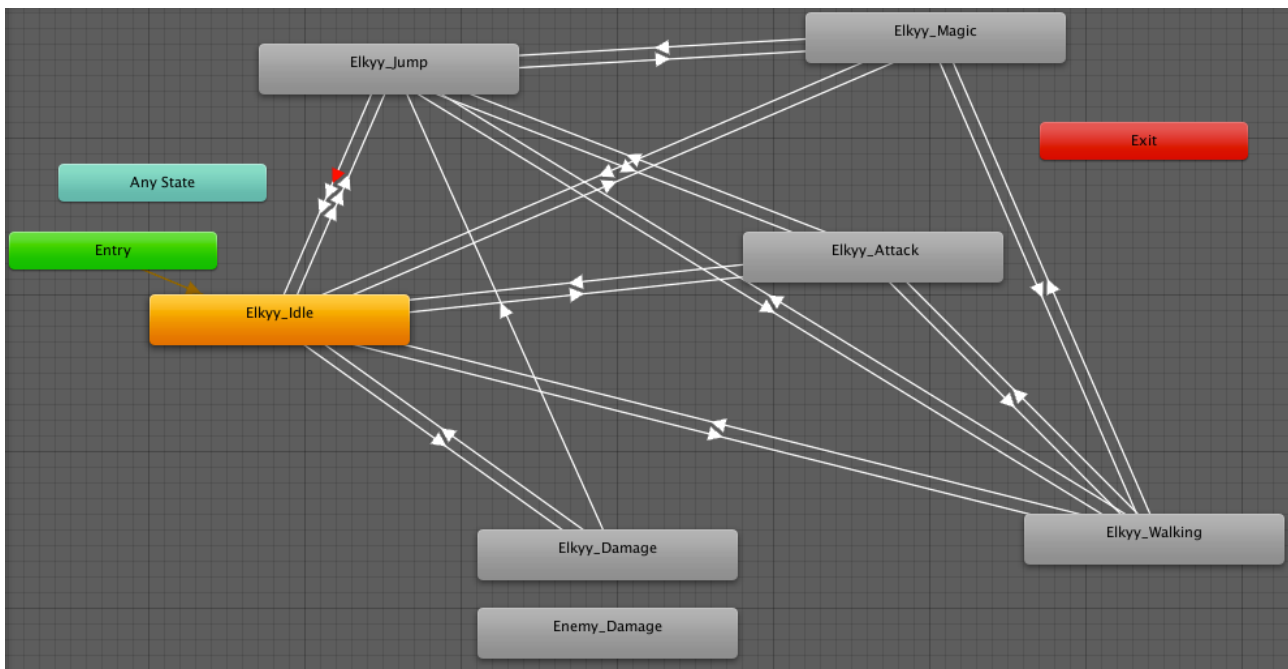 Elkyy_Magic
Elkyy_Jump
Exit
Any State
Entry
Elkyy_Attack
Elkyy_Idle
Elkyy_Walking
Elkyy_Damage
Enemy_Damage